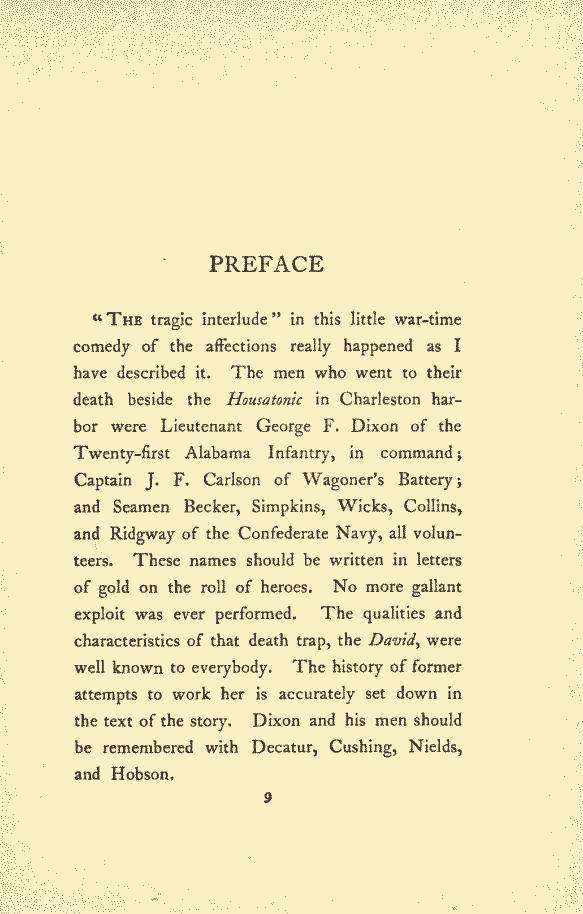 PREFACE
“THE tragic interlude” in this little war-time
comedy of the affections really happened as I
have described it. The men who went to their
death beside the Housatonic in Charleston har-
bor were Lieutenant George F. Dixon of the
Twenty-first Alabama Infantry, in command;
Captain J. F. Carlson of Wagoner's Battery;
and Seamen Becker, Simpkins, Wicks, Collins,
and Ridgway of the Confederate Navy, all volun-
teers. These names should be written in letters
of gold on the roll of heroes. No more gallant
exploit was ever performed. The qualities and
characteristics of that death trap, the David, were
well known to everybody. The history of former
attempts to work her is accurately set down in
the text of the story. Dixon and his men should
be remembered with Decatur, Cushing, Nields,
and Hobson.
9